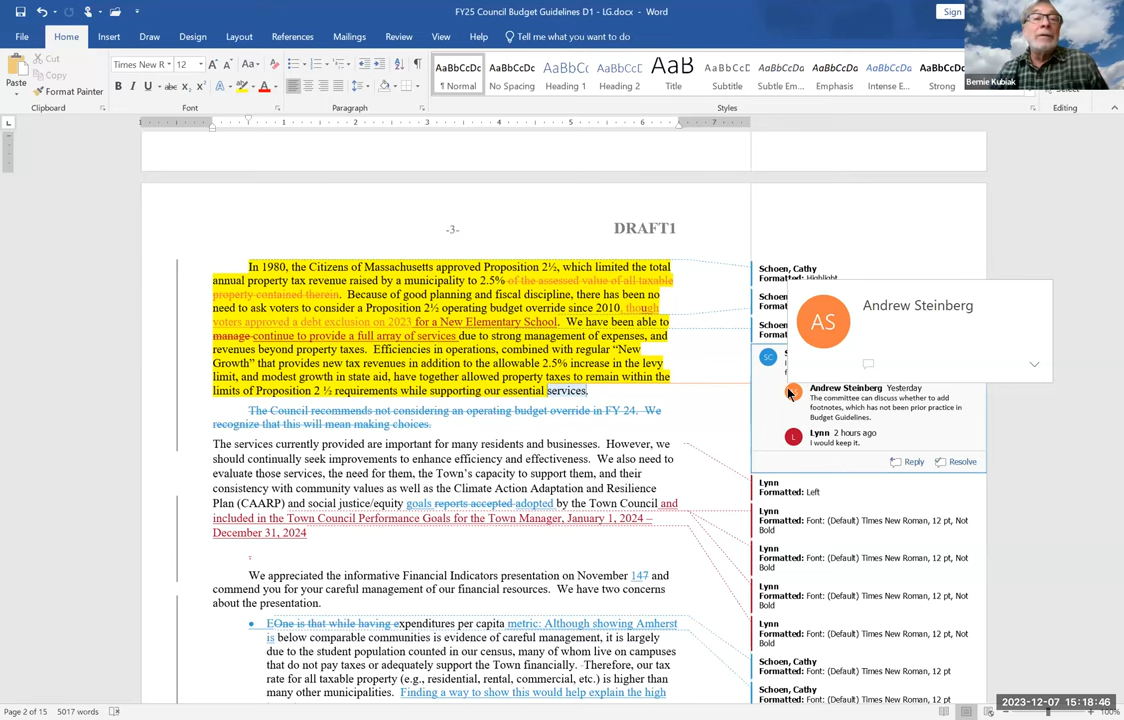 FY25 Council Budget Guidelines D1 - LG.docx - Word
Sign
File Home Insert Draw Design Layout References Mailings Review View Help Tell me what you want to do
Paste
Cut
Copy
Format Painter
Times New R 12
Clipboard
Font
Paragraph
AaBbCcDc AaBbCcDc AaBbC AaBbCcC AaB AaBbCcD AaBbCcDa AaBbCcDa AaBbCcDa AaBbCcDc
¶ Normal No Spacing Heading 1 Heading 2 Title Subtitle Subtle Em... Emphasis Intense E... Strong
Styles
Editing
Bernie Kubiak
-3- DRAFT1
In 1980, the Citizens of Massachusetts approved Proposition 2½, which limited the total
annual property tax revenue raised by a municipality to 2.5% of the assessed value of all taxable
property contained therein. Because of good planning and fiscal discipline, there has been no
need to ask voters to consider a Proposition 2½ operating budget override since 2010, though
voters approved a debt exclusion on 2023 for a New Elementary School. We have been able to
manage continue to provide a full array of services due to strong management of expenses, and
revenues beyond property taxes. Efficiencies in operations, combined with regular “New
Growth” that provides new tax revenues in addition to the allowable 2.5% increase in the levy
limit, and modest growth in state aid, have together allowed property taxes to remain within the
limits of Proposition 2 ½ requirements while supporting our essential services.
The Council recommends not considering an operating budget override in FY 24. We
recognize that this will mean making choices.
The services currently provided are important for many residents and businesses. However, we
should continually seek improvements to enhance efficiency and effectiveness. We also need to
evaluate those services, the need for them, the Town’s capacity to support them, and their
consistency with community values as well as the Climate Action Adaptation and Resilience
Plan (CAARP) and social justice/equity goals reports accepted adopted by the Town Council and
included in the Town Council Performance Goals for the Town Manager, January 1, 2024 –
December 31, 2024
.
We appreciated the informative Financial Indicators presentation on November 147 and
commend you for your careful management of our financial resources. We have two concerns
about the presentation.
• EOne is that while having expenditures per capita metric: Although showing Amherst
is below comparable communities is evidence of careful management, it is largely
due to the student population counted in our census, many of whom live on campuses
that do not pay taxes or adequately support the Town financially. Therefore, our tax
rate for all taxable property (e.g., residential, rental, commercial, etc.) is higher than
many other municipalities. Finding a way to show this would help explain the high
Schoen, Cathy
Formatted: Highlight
Schoen
Schoen
SC
AS
Andrew Steinberg
Andrew Steinberg Yesterday
The committee can discuss whether to add
footnotes, which has not been prior practice in
Budget Guidelines.
L
Lynn 2 hours ago
I would keep it.
Reply Resolve
Lynn
Formatted: Left
Lynn
Formatted: Font: (Default) Times New Roman, 12 pt, Not
Bold
Lynn
Formatted: Font: (Default) Times New Roman, 12 pt, Not
Bold
Lynn
Formatted: Font: (Default) Times New Roman, 12 pt, Not
Bold
Lynn
Formatted: Font: (Default) Times New Roman, 12 pt, Not
Bold
Schoen, Cathy
Formatted: Font: (Default) Times New Roman, 12 pt
Schoen, Cathy
Formatted: Font: (Default) Times New Roman, 12 pt
Page 2 of 15 5017 words
2023-12-07 15:18:46
100%